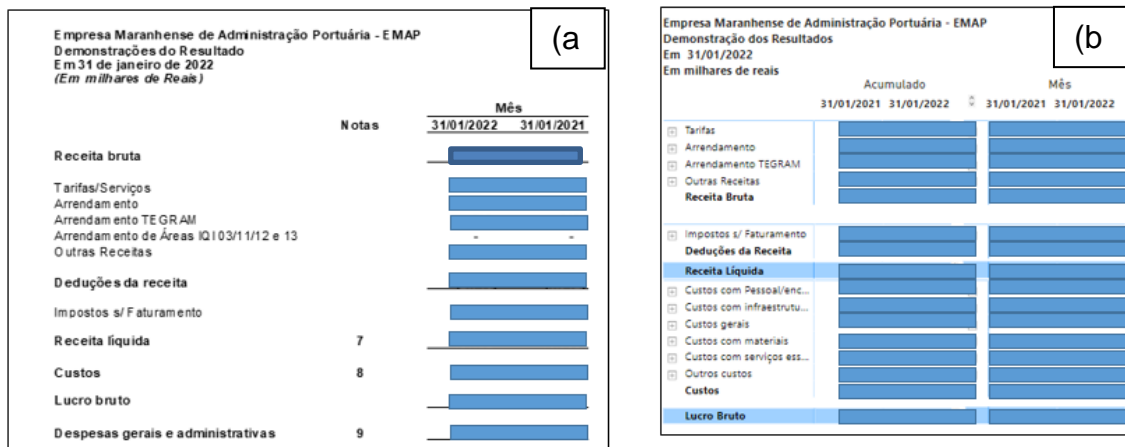 (a
Empresa Maranhense de Administração Portuária - EMAP
Demonstrações do Resultado
Em 31 de janeiro de 2022
(Em milhares de Reais)
Mês
Notas 31/01/2022 31/01/2021
Receita bruta
Tarifas/Serviços
Arrendamento
Arrendamento TEGRAM
Arrendamento de Áreas IQI 03/11/12 e 13 - -
Outras Receitas
Deduções da receita
Impostos s/ Faturamento
Receita líquida 7
Custos 8
Lucro bruto
Despesas gerais e administrativas 9
(b
Empresa Maranhense de Administração Portuária - EMAP
Demonstração dos Resultados
Em 31/01/2022
Em milhares de reais
Acumulado Mês
31/01/2021 31/01/2022 31/01/2021 31/01/2022
Tarifas
Arrendamento
Arrendamento TEGRAM
Outras Receitas
Receita Bruta
Impostos s/ Faturamento
Deduções da Receita
Receita Líquida
Custos com Pessoal/enc...
Custos com infraestrutu...
Custos gerais
Custos com materiais
Custos com serviços ess...
Outros custos
Custos
Lucro Bruto